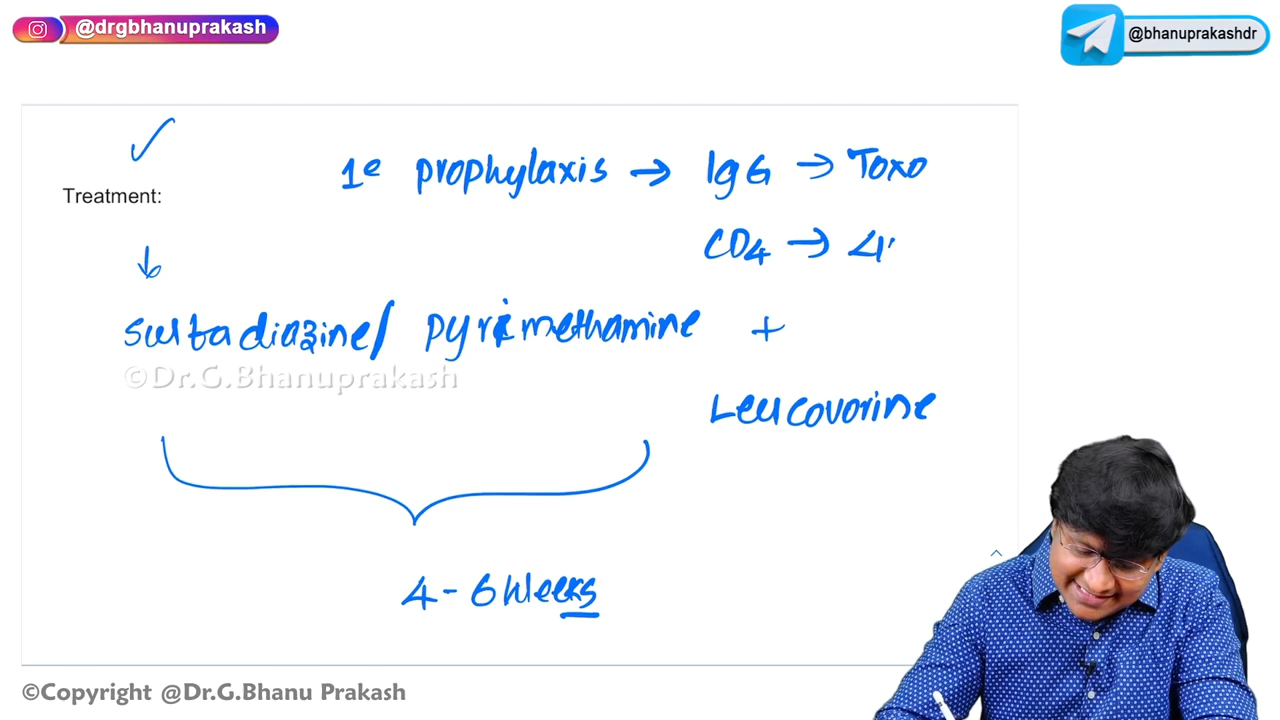 @drgbhanuprakash
@bhanuprakashdr
1e prophylaxis → IgG → Toxo
Treatment:
CD4 → <1
sulfadiazine/ pyrimethamine +
©Dr.G.Bhanuprakash
Leucovorine
4-6 weeks
©Copyright @Dr.G.Bhanu Prakash